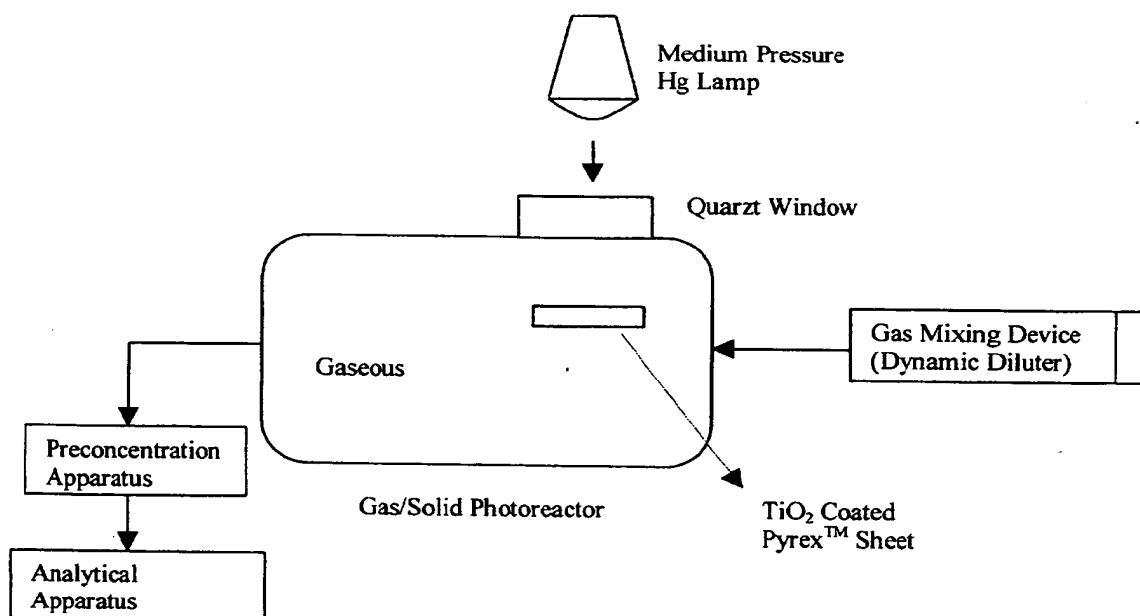 Medium Pressure
Hg Lamp
Quarzt Window
Gas Mixing Device
(Dynamic Diluter)
Gaseous
Preconcentration
Apparatus
Gas/Solid Photoreactor
TiO₂ Coated
Pyrex™ Sheet
Analytical
Apparatus